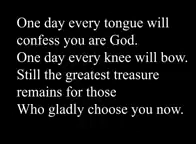 One day every tongue will
confess you are God.
One day every knee will bow.
Still the greatest treasure
remains for those
Who gladly choose you now.